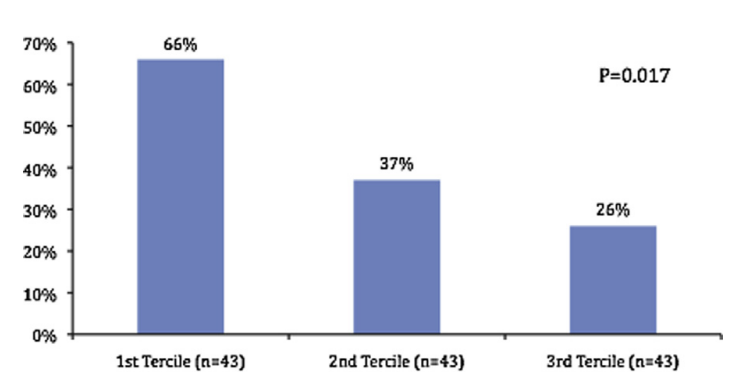 70%
66%
60%
P=0.017
50%
40%
37%
30%
26%
20%
10%
0%
1st Tercile (n=43)
2nd Tercile (n=43)
3rd Tercile (n=43)